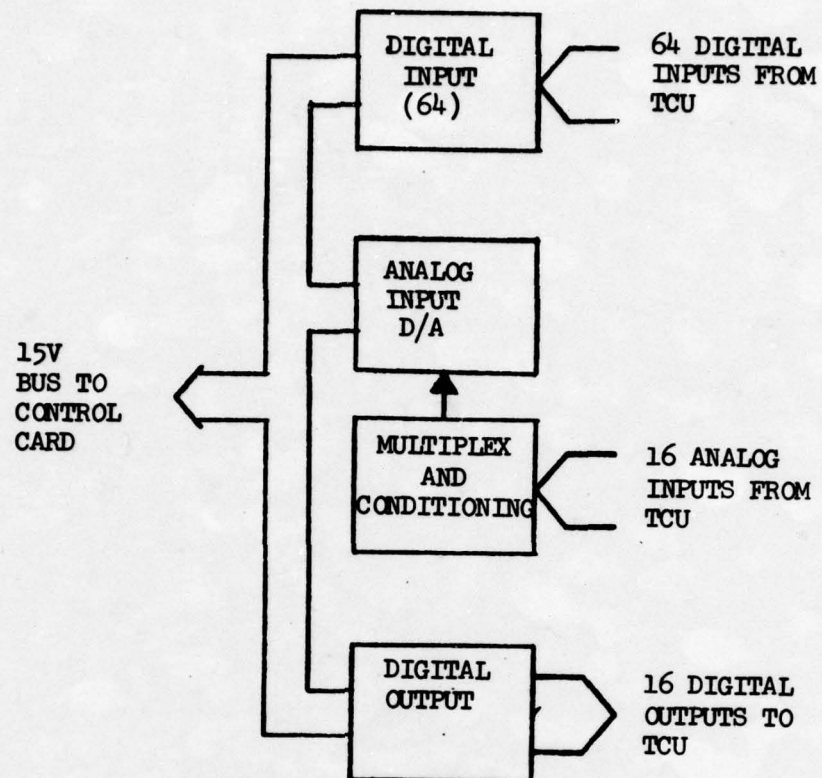 DIGITAL
INPUT
(64)
64 DIGITAL
INPUTS FROM
TCU
ANALOG
INPUT
D/A
15V
BUS TO
CONTROL
CARD
MULTIPLEX
AND
CONDITIONING
16 ANALOG
INPUTS FROM
TCU
DIGITAL
OUTPUT
16 DIGITAL
OUTPUTS TO
TCU